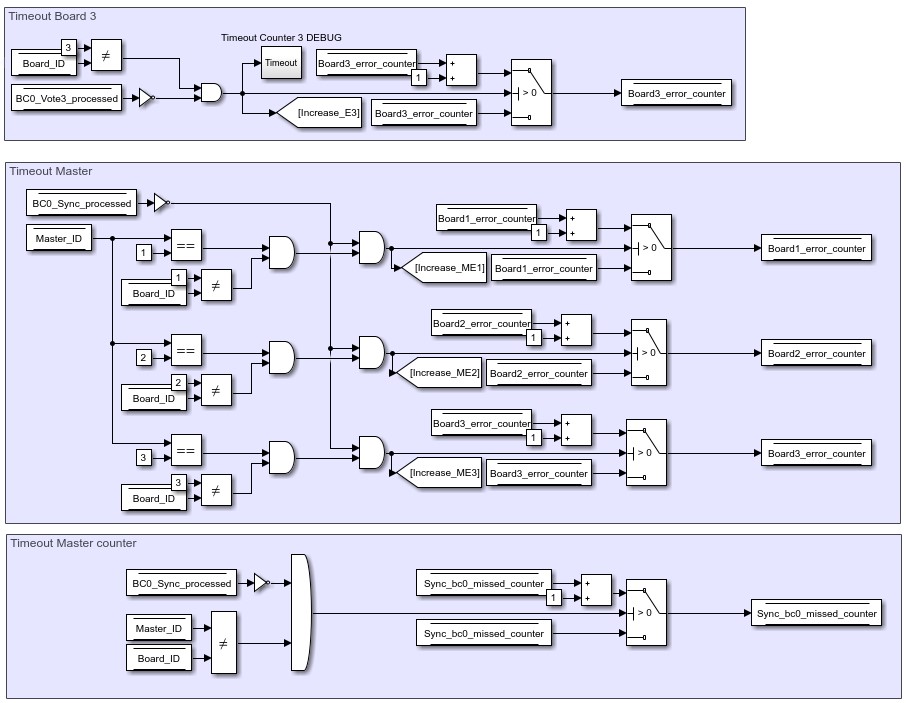 Timeout Board 3
Timeout Counter 3 DEBUG
3
≠
Board_ID
Timeout
Board3_error_counter
+
1
+
BC0_Vote3_processed
> 0
Board3_error_counter
[Increase_E3]
Board3_error_counter
Timeout Master
BC0_Sync_processed
Master_ID
==
1
1
≠
Board_ID
Board1_error_counter
+
1
+
> 0
Board1_error_counter
[Increase_ME1]
Board1_error_counter
==
2
2
≠
Board_ID
Board2_error_counter
+
1
+
> 0
Board2_error_counter
[Increase_ME2]
Board2_error_counter
==
3
3
≠
Board_ID
Board3_error_counter
+
1
+
> 0
Board3_error_counter
[Increase_ME3]
Board3_error_counter
Timeout Master counter
BC0_Sync_processed
Master_ID
≠
Board_ID
Sync_bc0_missed_counter
+
1
+
> 0
Sync_bc0_missed_counter
Sync_bc0_missed_counter